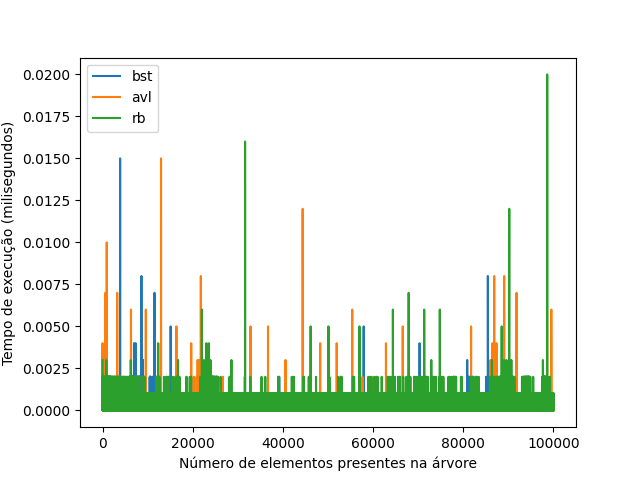 bst
avl
rb
0.0200
0.0175
0.0150
0.0125
0.0100
0.0075
0.0050
0.0025
0.0000
Tempo de execução (milisegundos)
0 20000 40000 60000 80000 100000
Número de elementos presentes na árvore